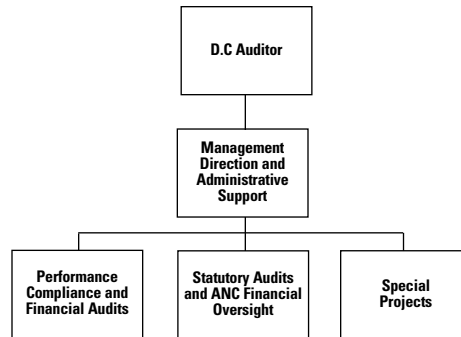 D.C Auditor
Management
Direction and
Administrative
Support
Performance
Compliance and
Financial Audits
Statutory Audits
and ANC Financial
Oversight
Special
Projects